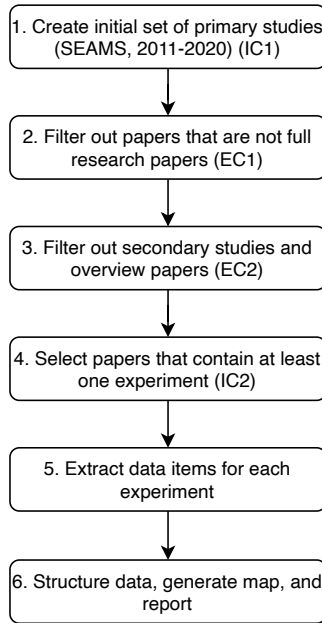 1. Create initial set of primary studies
(SEAMS, 2011-2020) (IC1)
2. Filter out papers that are not full
research papers (EC1)
3. Filter out secondary studies and
overview papers (EC2)
4. Select papers that contain at least
one experiment (IC2)
5. Extract data items for each
experiment
6. Structure data, generate map, and
report